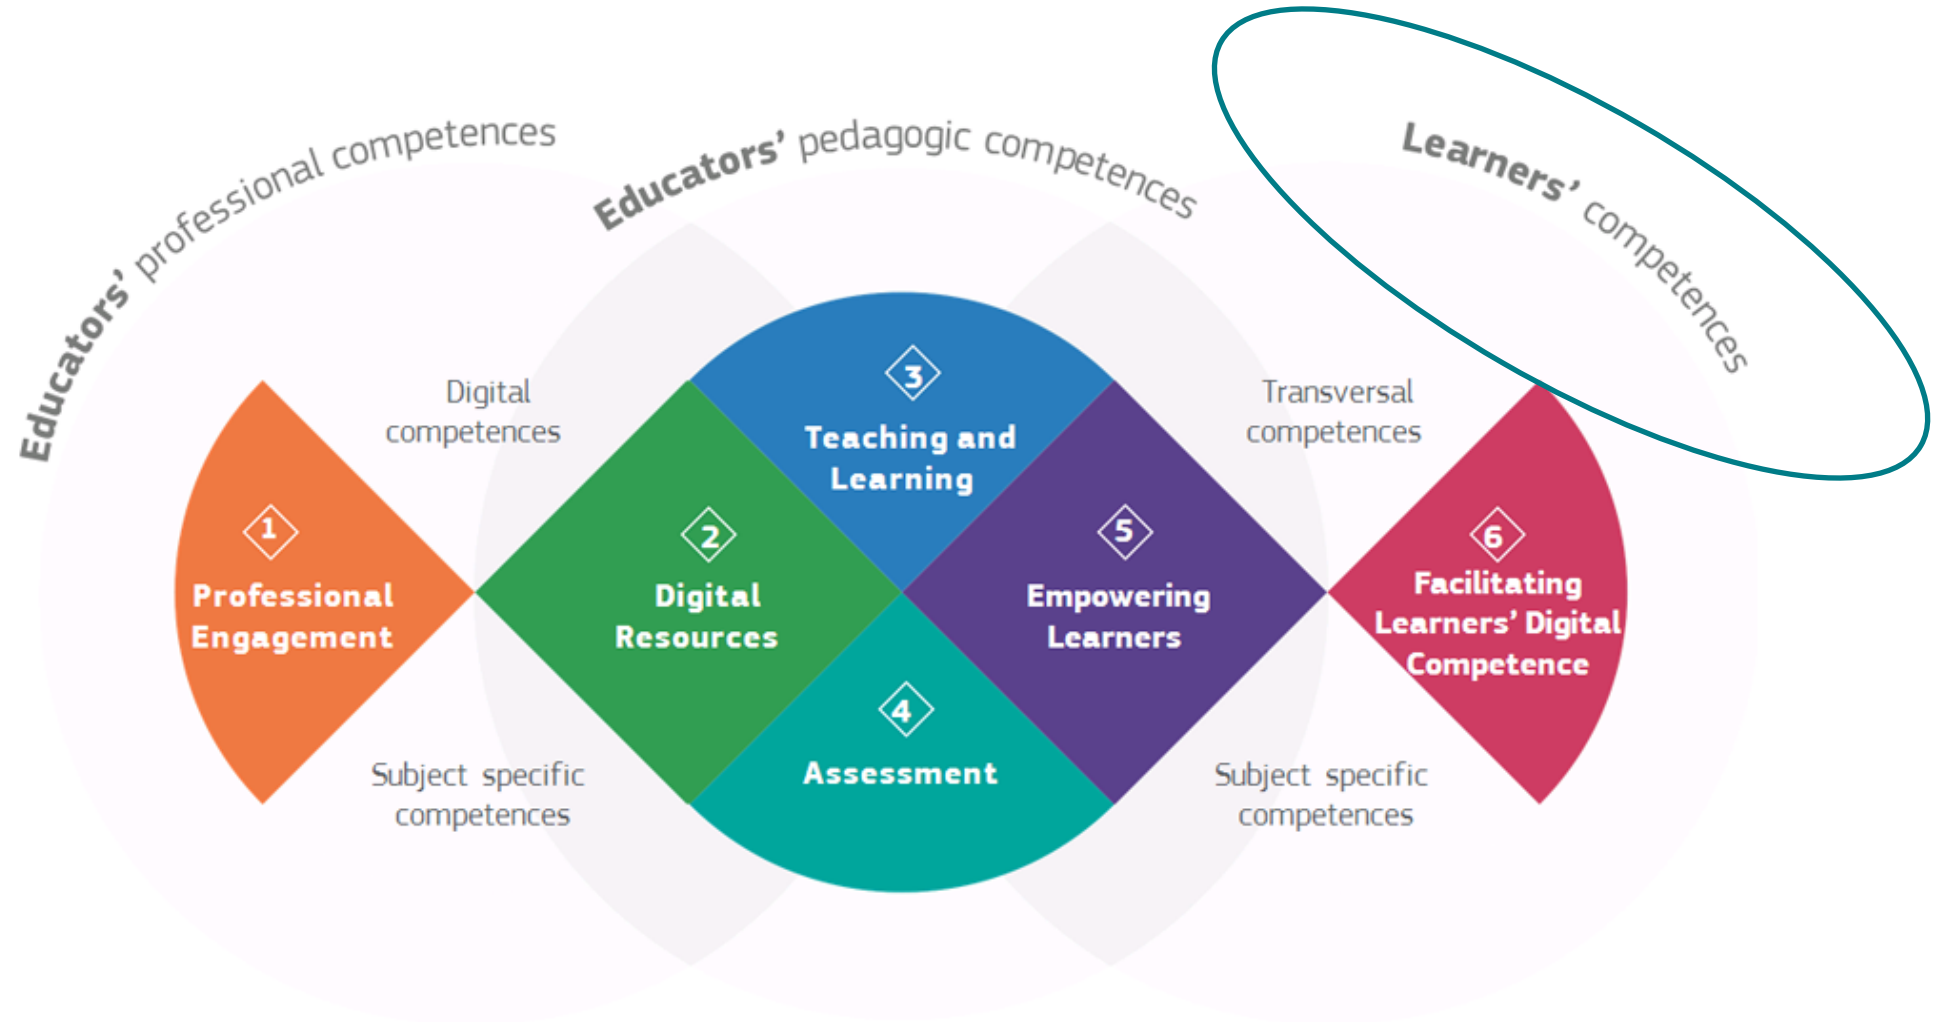 Educators’ professional competences
Educators’ pedagogic competences
Learners’ competences
Digital
competences
Transversal
competences
1
Professional
Engagement
2
Digital
Resources
3
Teaching and
Learning
4
Assessment
5
Empowering
Learners
6
Facilitating
Learners’ Digital
Competence
Subject specific
competences
Subject specific
competences